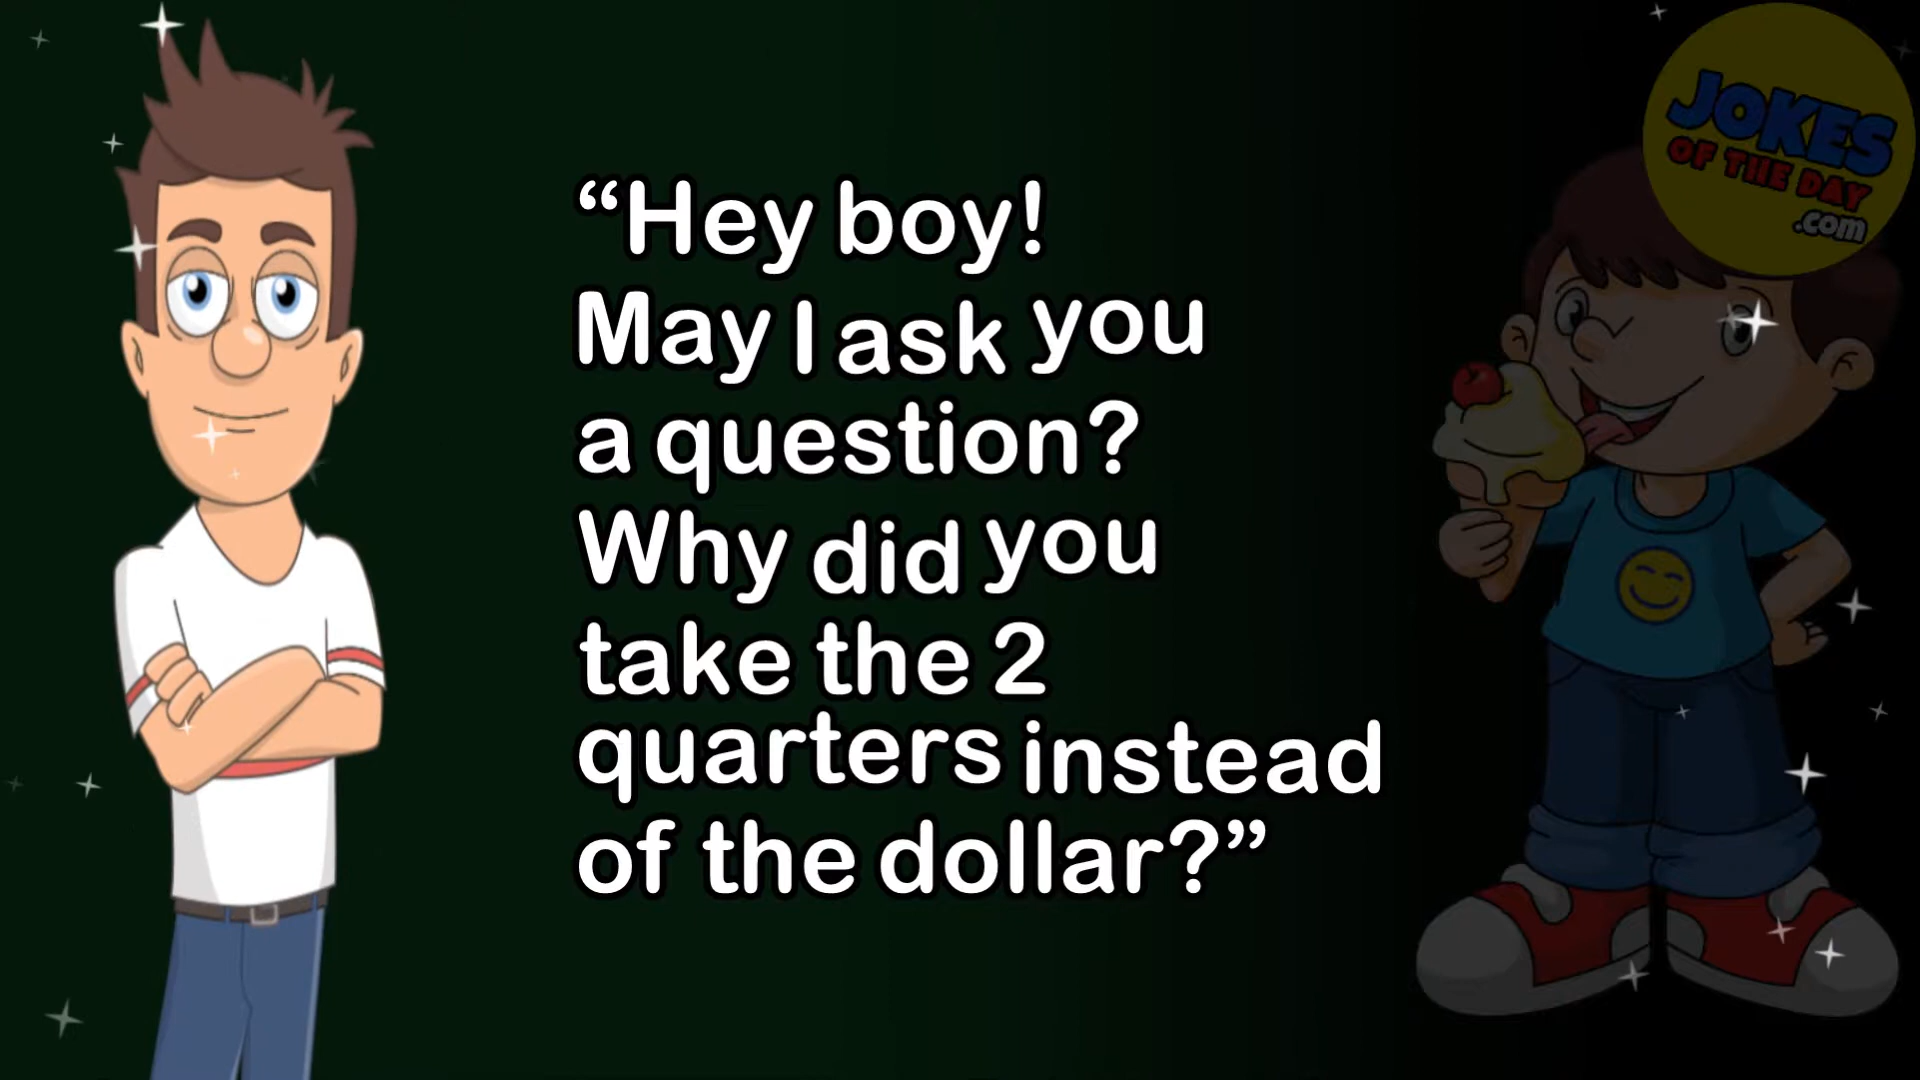 “Hey boy!
May I ask you
a question?
Why did you
take the 2
quarters instead
of the dollar?”
JOKES
OF THE DAY
.com